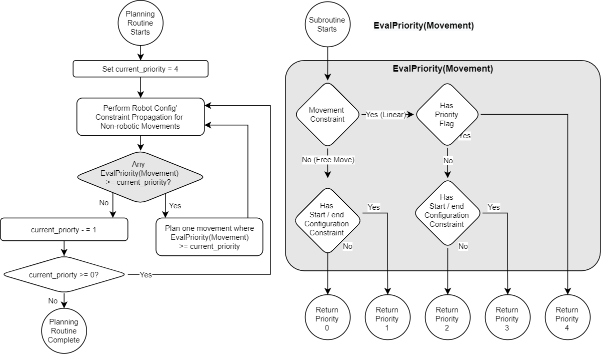 Planning
Routine
Starts
Set current_priority = 4
Perform Robot Config'
Constraint Propagation for
Non-robotic Movements
Any
EvalPriority(Movement)
>= current_priority?
No
Yes
current_priorty - = 1
Plan one movement where
EvalPriority(Movement)
>= current_priority
current_priorty >= 0?
Yes
No
Planning
Routine
Complete
Subroutine
Starts
EvalPriority(Movement)
EvalPriority(Movement)
Movement
Constraint
Yes (Linear)
Has
Priority
Flag
Yes
No (Free Move)
No
Has
Start / end
Configuration
Constraint
Yes
No
Has
Start / end
Configuration
Constraint
Yes
No
Return
Priority
0
Return
Priority
1
Return
Priority
2
Return
Priority
3
Return
Priority
4